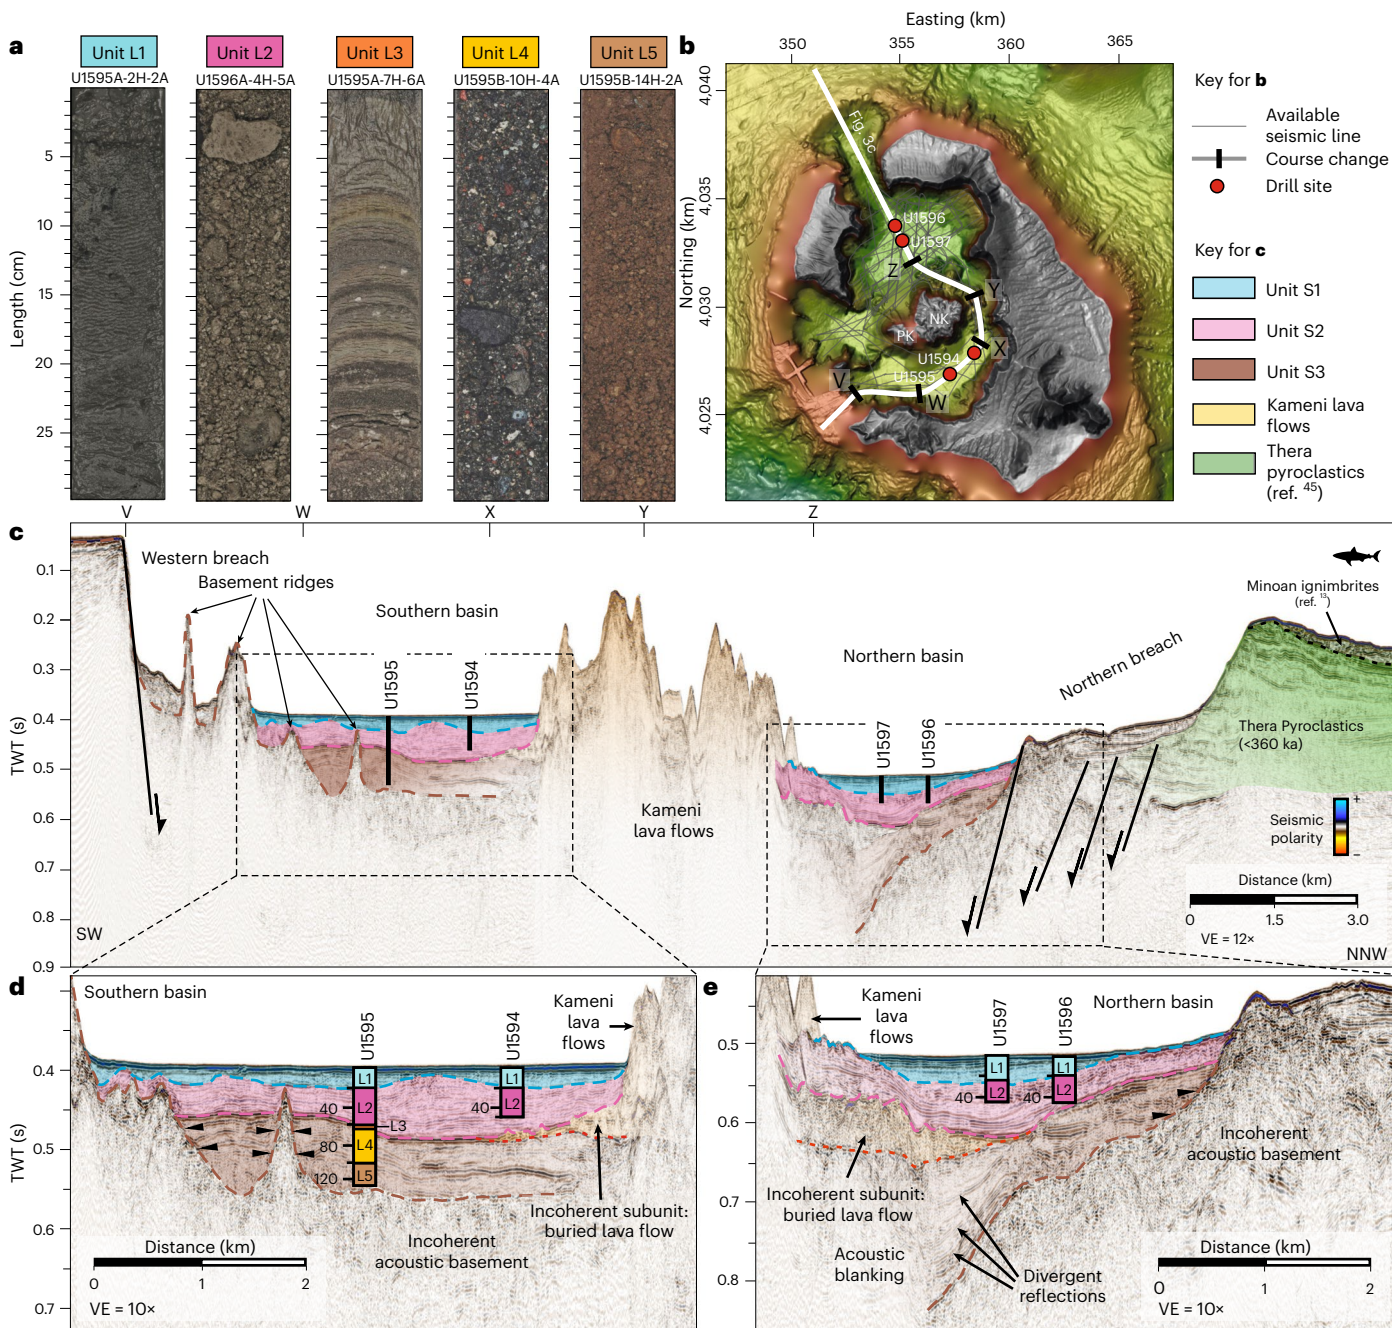 a
Unit L1
Unit L2
Unit L3
Unit L4
Unit L5
U1595A-2H-2A
U1596A-4H-5A
U1595A-7H-6A
U1595B-10H-4A
U1595B-14H-2A
Length (cm)
5
10
15
20
25
b
Easting (km)
350
355
360
365
Northing (km)
4,040
4,035
4,030
4,025
Fig. 3c
U1596
U1597
Z
Y
NK
PK
X
U1594
U1595
V
W
Key for b
Available
seismic line
Course change
Drill site
Key for c
Unit S1
Unit S2
Unit S3
Kameni lava
flows
Thera
pyroclastics
(ref. 45)
c
V
W
X
Y
Z
TWT (s)
0.1
0.2
0.3
0.4
0.5
0.6
0.7
0.8
0.9
Western breach
Basement ridges
Southern basin
U1595
U1594
Kameni
lava flows
Northern basin
U1597
U1596
Northern breach
Minoan ignimbrites
(ref. 13)
Thera Pyroclastics
(<360 ka)
Seismic
polarity
+
−
Distance (km)
0
1.5
3.0
VE = 12×
SW
NNW
d
Southern basin
TWT (s)
0.4
0.5
0.6
0.7
U1595
L1
L2
L3
L4
L5
40
80
120
U1594
L1
L2
40
Kameni
lava
flows
Incoherent subunit:
buried lava flow
Incoherent
acoustic basement
Distance (km)
0
1
2
VE = 10×
e
0.5
0.6
0.7
0.8
Kameni
lava
flows
U1597
L1
L2
40
U1596
L1
L2
40
Northern basin
Incoherent
acoustic basement
Incoherent subunit:
buried lava flow
Acoustic
blanking
Divergent
reflections
Distance (km)
0
1
2
VE = 10×